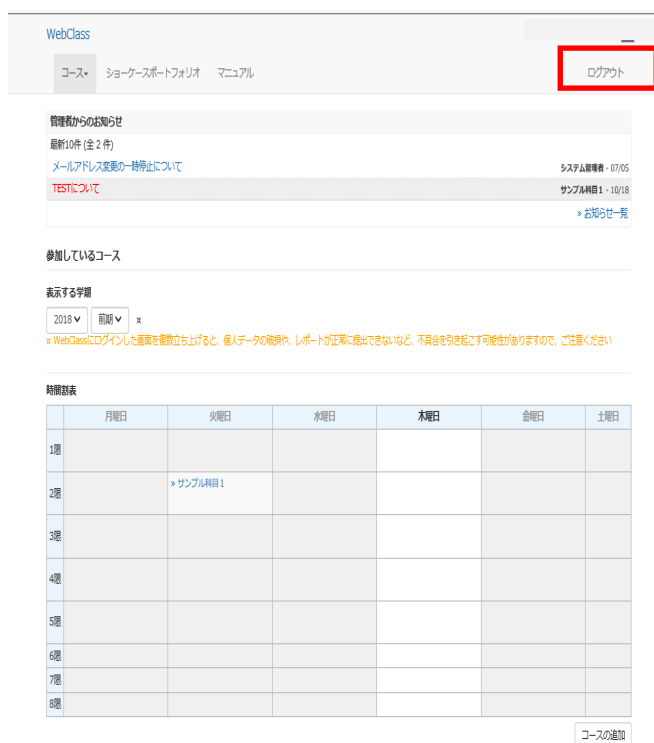 WebClass
コース▾ ショーケースポートフォリオ マニュアル ログアウト
管理者からのお知らせ
最新10件 (全 2 件)
メールアドレス変更の一時停止について システム管理者 - 07/05
TESTについて サンプル科目1 - 10/18
» お知らせ一覧
参加しているコース
表示する学期
2018 前期 ×
× WebClassにログインした画面を複数立ち上げると、個人データの破損や、レポートが正常に提出できないなど、不具合を引き起こす可能性がありますので、ご注意ください
時間割表
月曜日 火曜日 水曜日 木曜日 金曜日 土曜日
1限
2限 » サンプル科目1
3限
4限
5限
6限
7限
8限
コースの追加